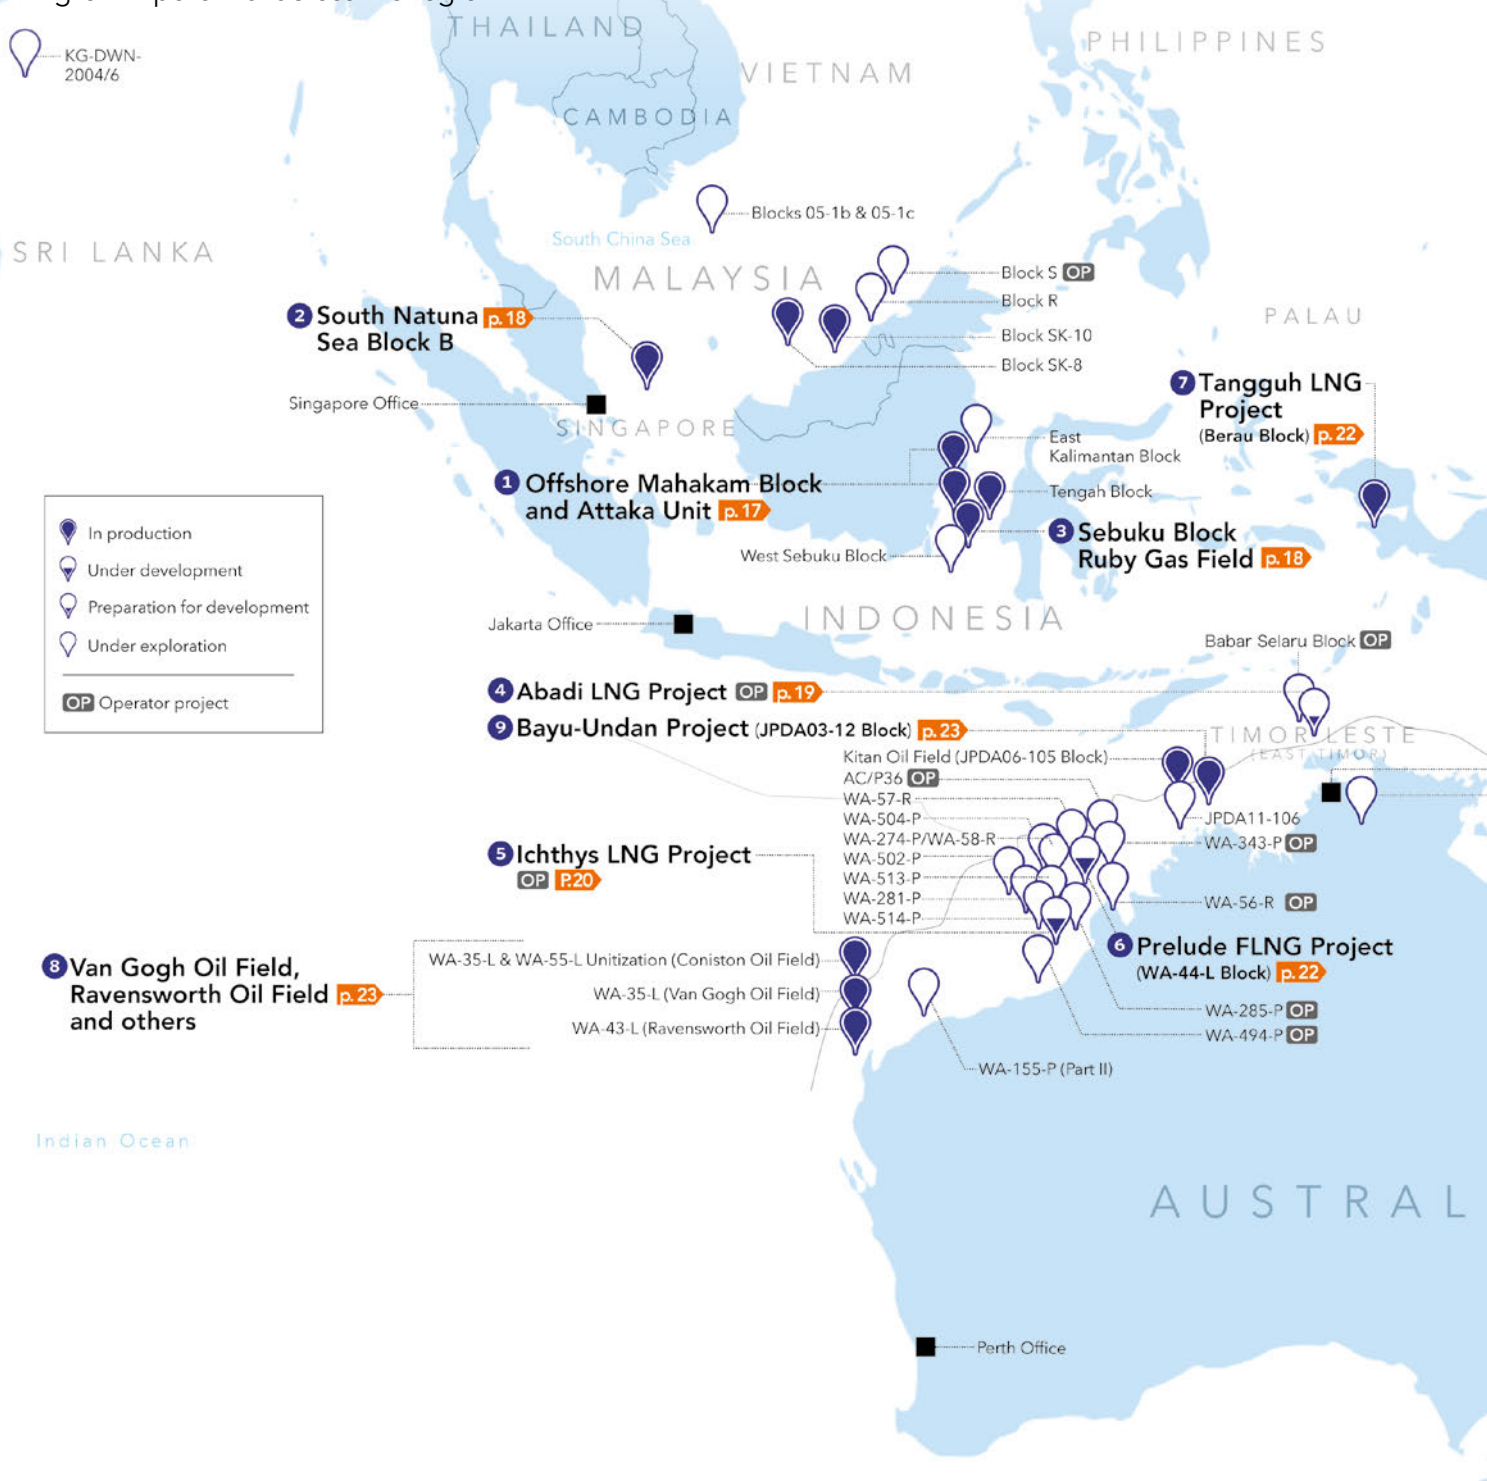 KG-DWN-
2004/6
THAILAND
PHILIPPINES
VIETNAM
CAMBODIA
Blocks 05-1b & 05-1c
South China Sea
SRI LANKA
MALAYSIA
Block S OP
Block R
2 South Natuna p.18
Sea Block B
PALAU
Block SK-10
Block SK-8
7 Tangguh LNG
Project
(Berau Block) p.22
Singapore Office
SINGAPORE
East
Kalimantan Block
1 Offshore Mahakam Block
and Attaka Unit p.17
Tengah Block
3 Sebuku Block
Ruby Gas Field p.18
West Sebuku Block
In production
Under development
Preparation for development
Under exploration
OP Operator project
INDONESIA
Jakarta Office
Babar Selaru Block OP
4 Abadi LNG Project OP p.19
9 Bayu-Undan Project (JPDA03-12 Block) p.23
TIMOR LESTE
(EAST TIMOR)
Kitan Oil Field (JPDA06-105 Block)
AC/P36 OP
WA-57-R
WA-504-P
WA-274-P/WA-58-R
WA-502-P
WA-513-P
WA-281-P
WA-514-P
JPDA11-106
WA-343-P OP
WA-56-R OP
5 Ichthys LNG Project
OP P.20
6 Prelude FLNG Project
(WA-44-L Block) p.22
8 Van Gogh Oil Field,
Ravensworth Oil Field p.23
and others
WA-35-L & WA-55-L Unitization (Coniston Oil Field)
WA-35-L (Van Gogh Oil Field)
WA-43-L (Ravensworth Oil Field)
WA-285-P OP
WA-494-P OP
WA-155-P (Part II)
Indian Ocean
AUSTRAL
Perth Office